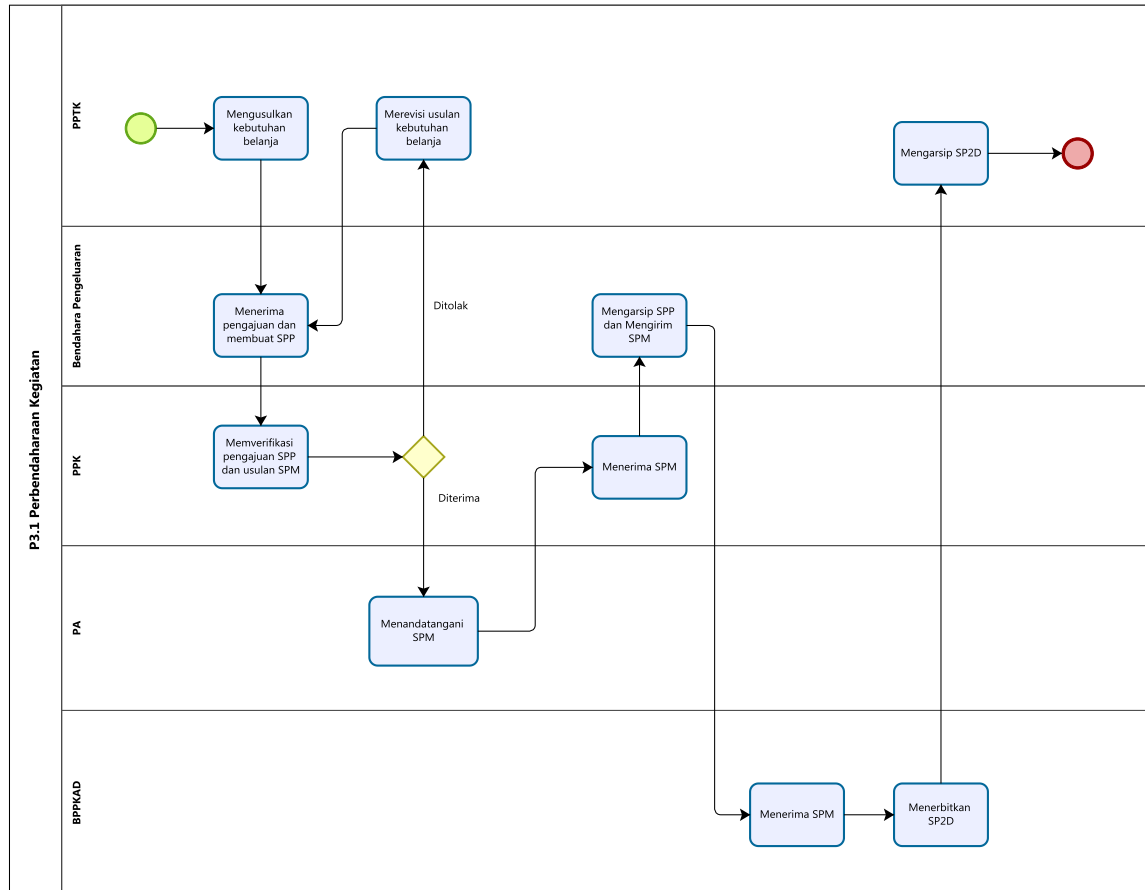 P3.1 Perbendaharaan Kegiatan
PPTK
Mengusulkan
kebutuhan
belanja
Merevisi usulan
kebutuhan
belanja
Mengarsip SP2D
Bendahara Pengeluaran
Menerima
pengajuan dan
membuat SPP
Ditolak
Mengarsip SPP
dan Mengirim
SPM
PPK
Memverifikasi
pengajuan SPP
dan usulan SPM
Diterima
Menerima SPM
PA
Menandatangani
SPM
BPPKAD
Menerima SPM
Menerbitkan
SP2D